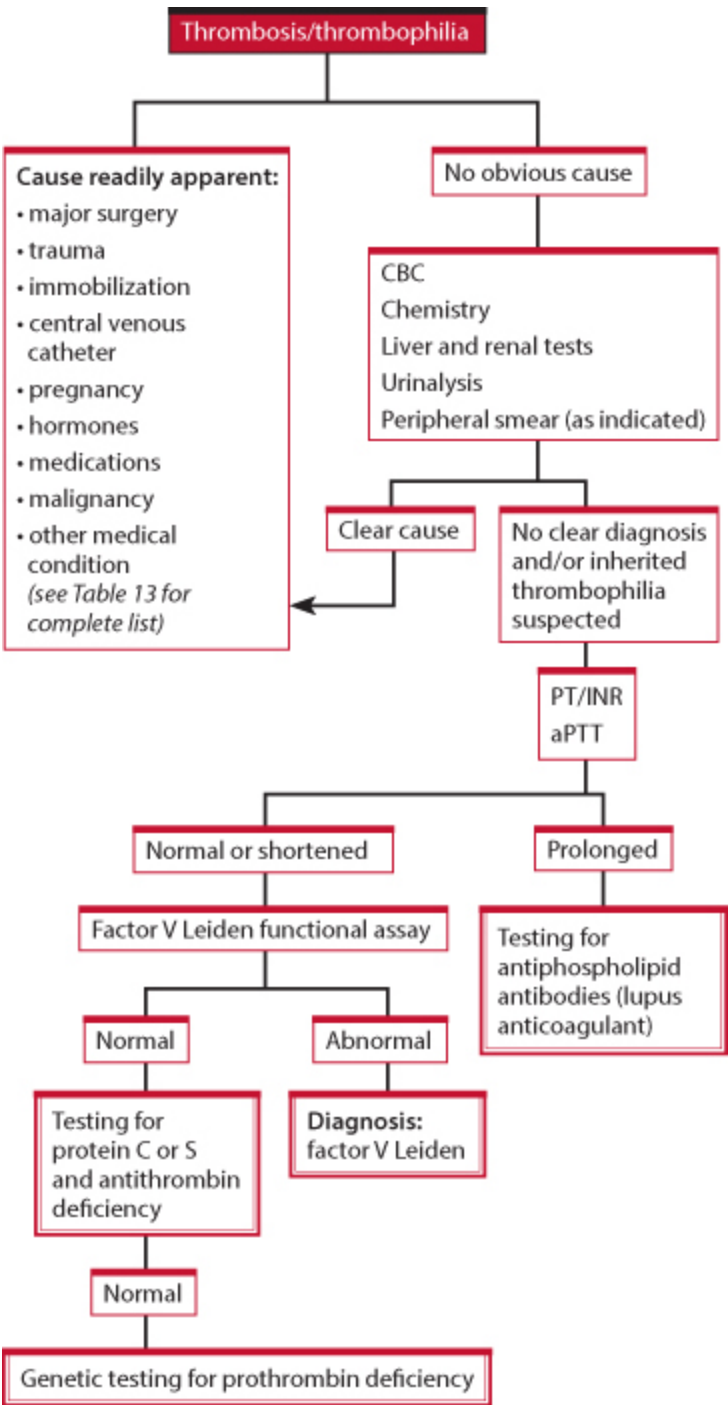 Thrombosis/thrombophilia
Cause readily apparent:
• major surgery
• trauma
• immobilization
• central venous
catheter
• pregnancy
• hormones
• medications
• malignancy
• other medical
condition
(see Table 13 for
complete list)
No obvious cause
CBC
Chemistry
Liver and renal tests
Urinalysis
Peripheral smear (as indicated)
Clear cause
No clear diagnosis
and/or inherited
thrombophilia
suspected
PT/INR
aPTT
Normal or shortened
Prolonged
Factor V Leiden functional assay
Testing for
antiphospholipid
antibodies (lupus
anticoagulant)
Normal
Abnormal
Testing for
protein C or S
and antithrombin
deficiency
Diagnosis:
factor V Leiden
Normal
Genetic testing for prothrombin deficiency